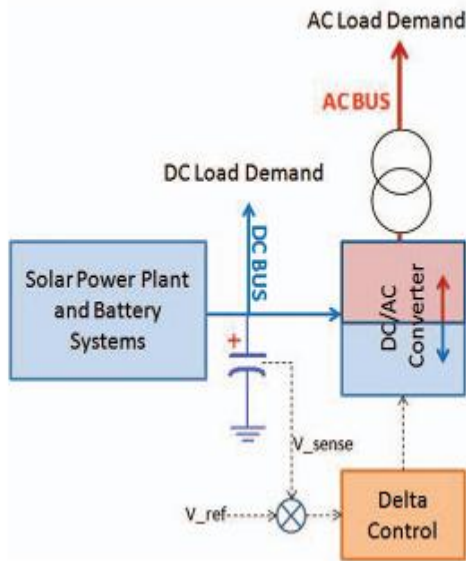 AC Load Demand
AC BUS
DC Load Demand
DC BUS
Solar Power Plant
and Battery
Systems
DC/AC
Converter
+
V_sense
V_ref
Delta
Control